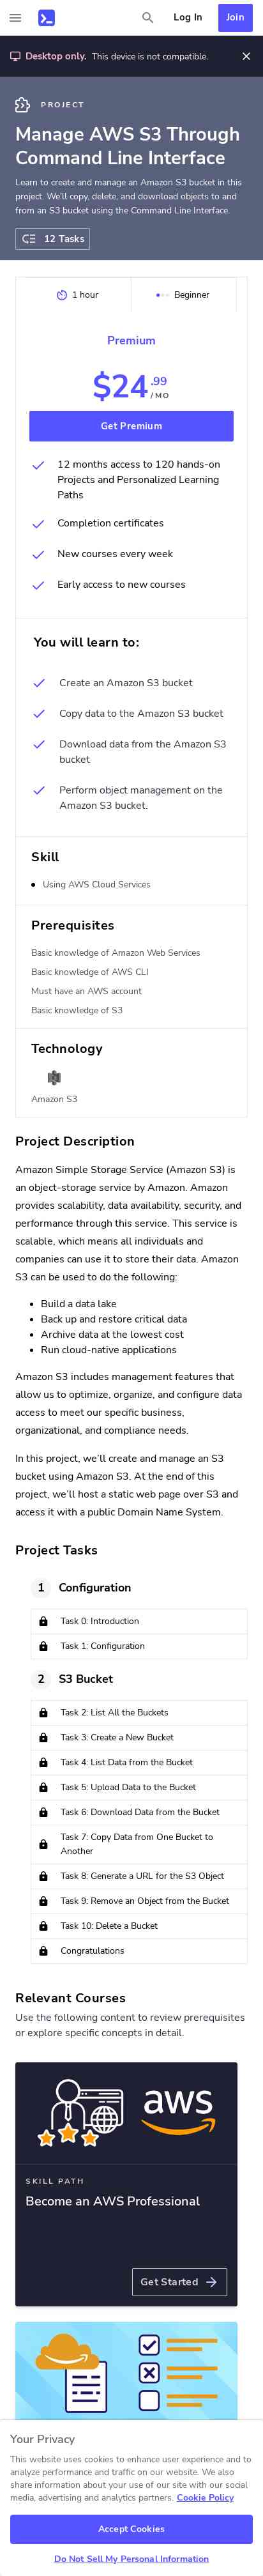 Log In
Join
Desktop only. This device is not compatible.
PROJECT
Manage AWS S3 Through
Command Line Interface
Learn to create and manage an Amazon S3 bucket in this
project. We'll copy, delete, and download objects to and
from an S3 bucket using the Command Line Interface.
12 Tasks
1 hour
Beginner
Premium
$24.99
/ MO
Get Premium
12 months access to 120 hands-on
Projects and Personalized Learning
Paths
Completion certificates
New courses every week
Early access to new courses
You will learn to:
Create an Amazon S3 bucket
Copy data to the Amazon S3 bucket
Download data from the Amazon S3
bucket
Perform object management on the
Amazon S3 bucket.
Skill
Using AWS Cloud Services
Prerequisites
Basic knowledge of Amazon Web Services
Basic knowledge of AWS CLI
Must have an AWS account
Basic knowledge of S3
Technology
Amazon S3
Project Description
Amazon Simple Storage Service (Amazon S3) is
an object-storage service by Amazon. Amazon
provides scalability, data availability, security, and
performance through this service. This service is
scalable, which means all individuals and
companies can use it to store their data. Amazon
S3 can be used to do the following:
• Build a data lake
• Back up and restore critical data
• Archive data at the lowest cost
• Run cloud-native applications
Amazon S3 includes management features that
allow us to optimize, organize, and configure data
access to meet our specific business,
organizational, and compliance needs.
In this project, we'll create and manage an S3
bucket using Amazon S3. At the end of this
project, we'll host a static web page over S3 and
access it with a public Domain Name System.
Project Tasks
1 Configuration
Task 0: Introduction
Task 1: Configuration
2 S3 Bucket
Task 2: List All the Buckets
Task 3: Create a New Bucket
Task 4: List Data from the Bucket
Task 5: Upload Data to the Bucket
Task 6: Download Data from the Bucket
Task 7: Copy Data from One Bucket to
Another
Task 8: Generate a URL for the S3 Object
Task 9: Remove an Object from the Bucket
Task 10: Delete a Bucket
Congratulations
Relevant Courses
Use the following content to review prerequisites
or explore specific concepts in detail.
aws
SKILL PATH
Become an AWS Professional
Get Started
Your Privacy
This website uses cookies to enhance user experience and to
analyze performance and traffic on our website. We also
share information about your use of our site with our social
media, advertising and analytics partners. Cookie Policy
Accept Cookies
Do Not Sell My Personal Information